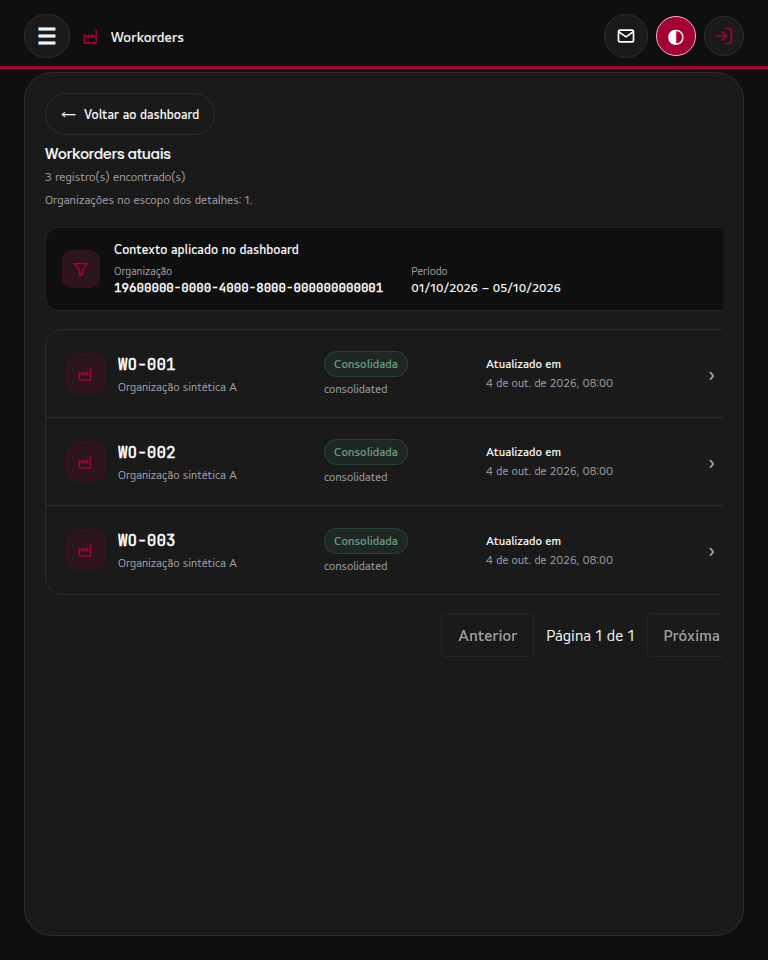 Workorders
← Voltar ao dashboard
Workorders atuais
3 registro(s) encontrado(s)
Organizações no escopo dos detalhes: 1.
Contexto aplicado no dashboard
Organização Período
19600000-0000-4000-8000-000000000001 01/10/2026 – 05/10/2026
WO-001 Consolidada Atualizado em
Organização sintética A consolidated 4 de out. de 2026, 08:00
WO-002 Consolidada Atualizado em
Organização sintética A consolidated 4 de out. de 2026, 08:00
WO-003 Consolidada Atualizado em
Organização sintética A consolidated 4 de out. de 2026, 08:00
Anterior Página 1 de 1 Próxima